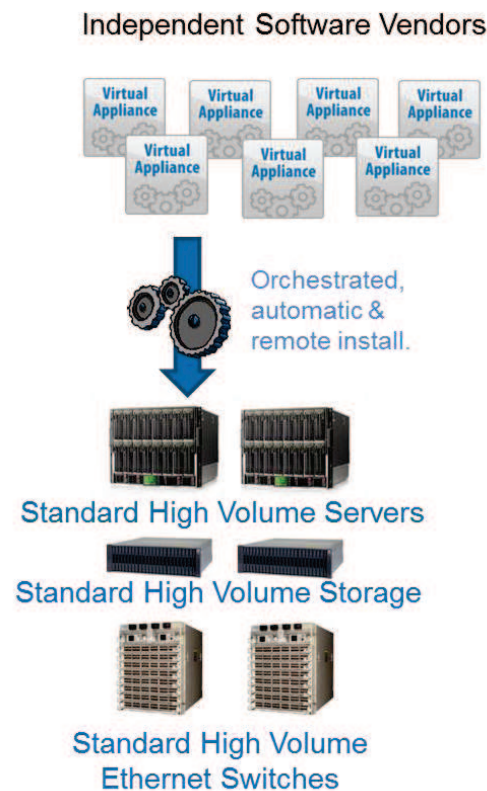 Independent Software Vendors
Virtual
Appliance
Virtual
Appliance
Virtual
Appliance
Virtual
Appliance
Virtual
Appliance
Virtual
Appliance
Virtual
Appliance
Orchestrated,
automatic &
remote install.
Standard High Volume Servers
Standard High Volume Storage
Standard High Volume
Ethernet Switches